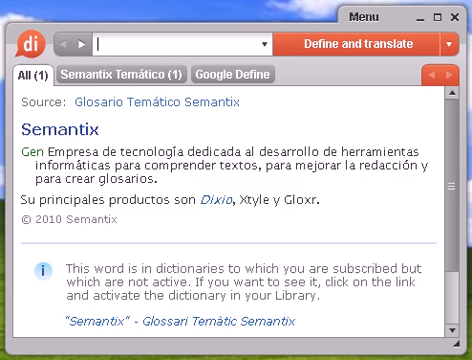 Menu
di
Define and translate
All (1)
Semantix Temático (1)
Google Define
Source: Glosario Temático Semantix
Semantix
Gen Empresa de tecnología dedicada al desarrollo de herramientas
informáticas para comprender textos, para mejorar la redacción y
para crear glosarios.
Su principales productos son Dixio, Xtyle y Gloxr.
© 2010 Semantix
i
This word is in dictionaries to which you are subscribed but
which are not active. If you want to see it, click on the link
and activate the dictionary in your Library.
"Semantix" - Glossari Temàtic Semantix